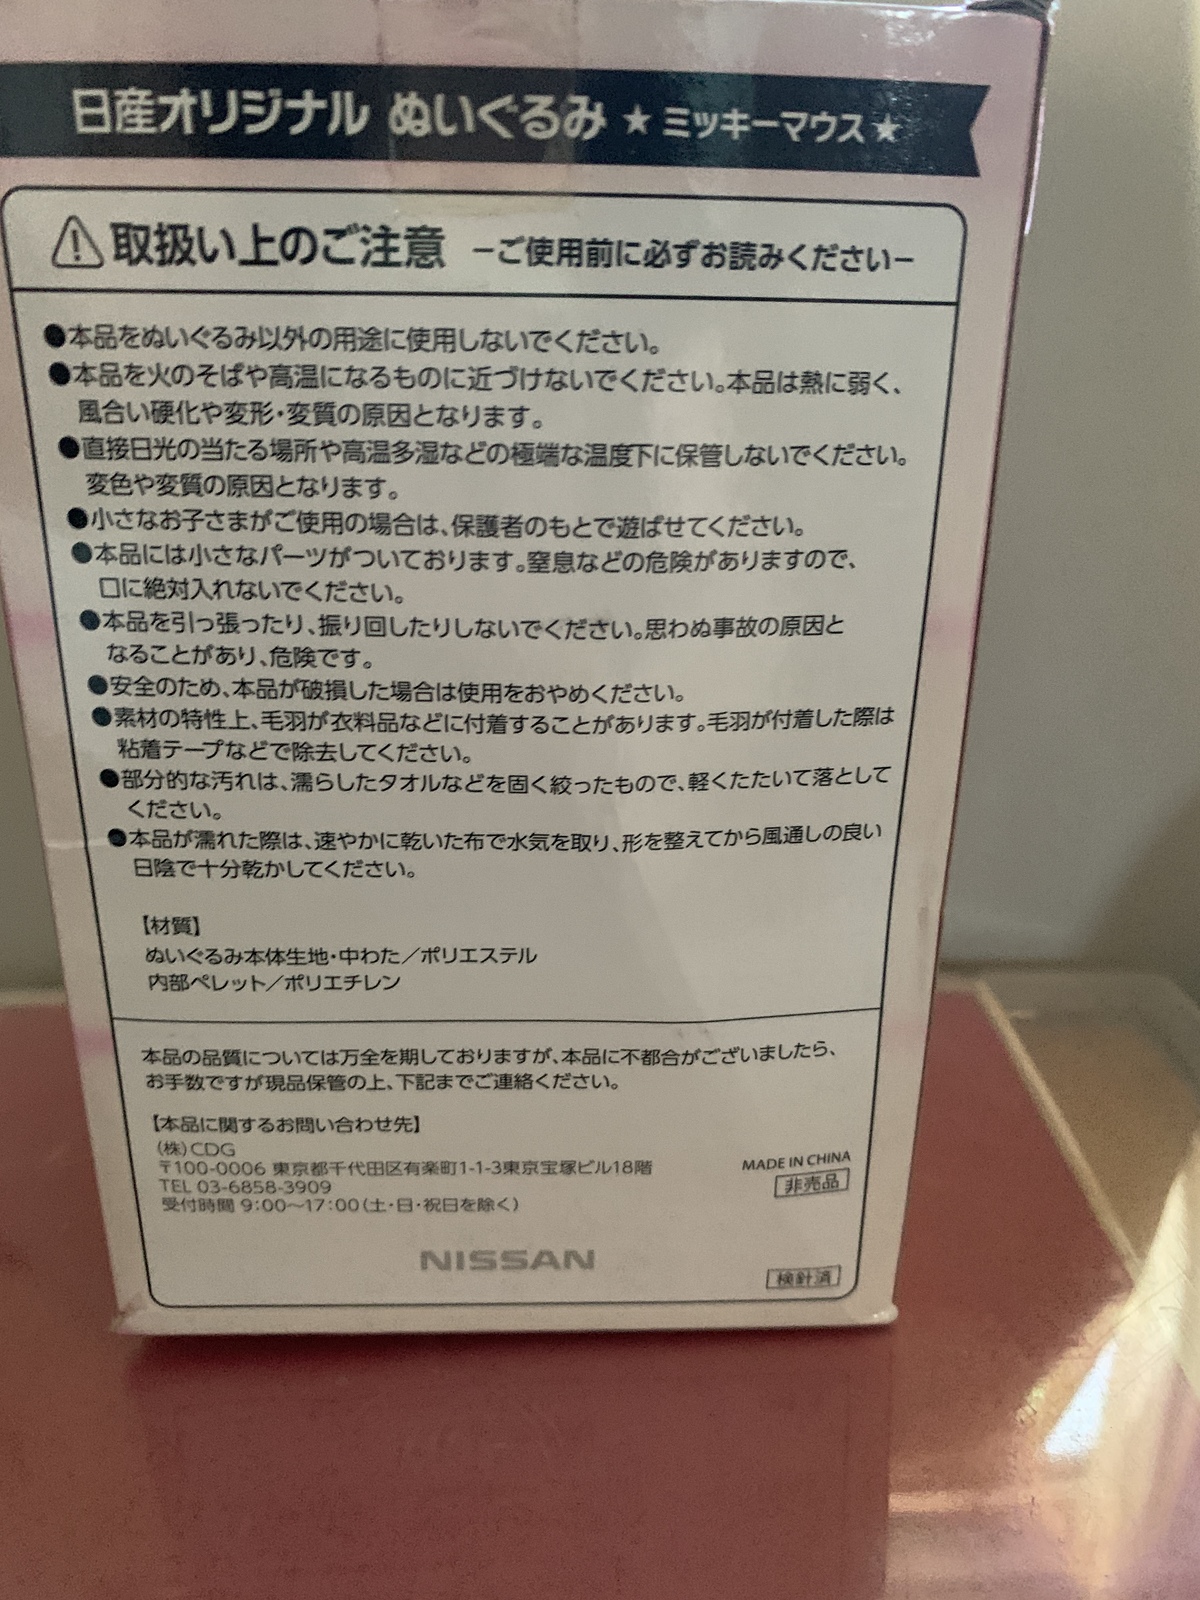 日産オリジナル ぬいぐるみ ★ ミッキーマウス ★
取扱い上のご注意 −ご使用前に必ずお読みください−
●本品をぬいぐるみ以外の用途に使用しないでください。
●本品を火のそばや高温になるものに近づけないでください。本品は熱に弱く、
風合い硬化や変形・変質の原因となります。
●直接日光の当たる場所や高温多湿などの極端な温度下に保管しないでください。
変色や変質の原因となります。
●小さなお子さまがご使用の場合は、保護者のもとで遊ばせてください。
●本品には小さなパーツがついております。窒息などの危険がありますので、
口に絶対入れないでください。
●本品を引っ張ったり、振り回したりしないでください。思わぬ事故の原因と
なることがあり、危険です。
●安全のため、本品が破損した場合は使用をおやめください。
●素材の特性上、毛羽が衣料品などに付着することがあります。毛羽が付着した際は
粘着テープなどで除去してください。
●部分的な汚れは、濡らしたタオルなどを固く絞ったもので、軽くたたいて落として
ください。
●本品が濡れた際は、速やかに乾いた布で水気を取り、形を整えてから風通しの良い
日陰で十分乾かしてください。
【材質】
ぬいぐるみ本体生地・中わた／ポリエステル
内部ペレット／ポリエチレン
本品の品質については万全を期しておりますが、本品に不都合がございましたら、
お手数ですが現品保管の上、下記までご連絡ください。
【本品に関するお問い合わせ先】
(株)CDG
〒100-0006 東京都千代田区有楽町1-1-3東京宝塚ビル18階
TEL 03-6858-3909
受付時間 9:00〜17:00(土・日・祝日を除く)
MADE IN CHINA
非売品
NISSAN
検針済